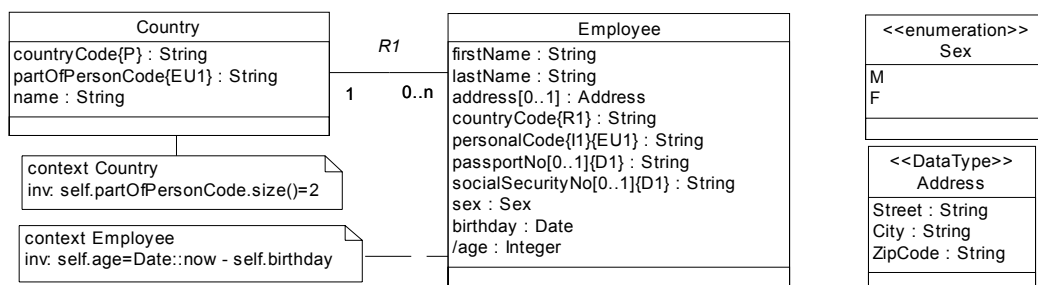 Country
countryCode{P} : String
partOfPersonCode{EU1} : String
name : String
R1
1
0..n
Employee
firstName : String
lastName : String
address[0..1] : Address
countryCode{R1} : String
personalCode{I1}{EU1} : String
passportNo[0..1]{D1} : String
socialSecurityNo[0..1]{D1} : String
sex : Sex
birthday : Date
/age : Integer
<<enumeration>>
Sex
M
F
context Country
inv: self.partOfPersonCode.size()=2
context Employee
inv: self.age=Date::now - self.birthday
<<DataType>>
Address
Street : String
City : String
ZipCode : String